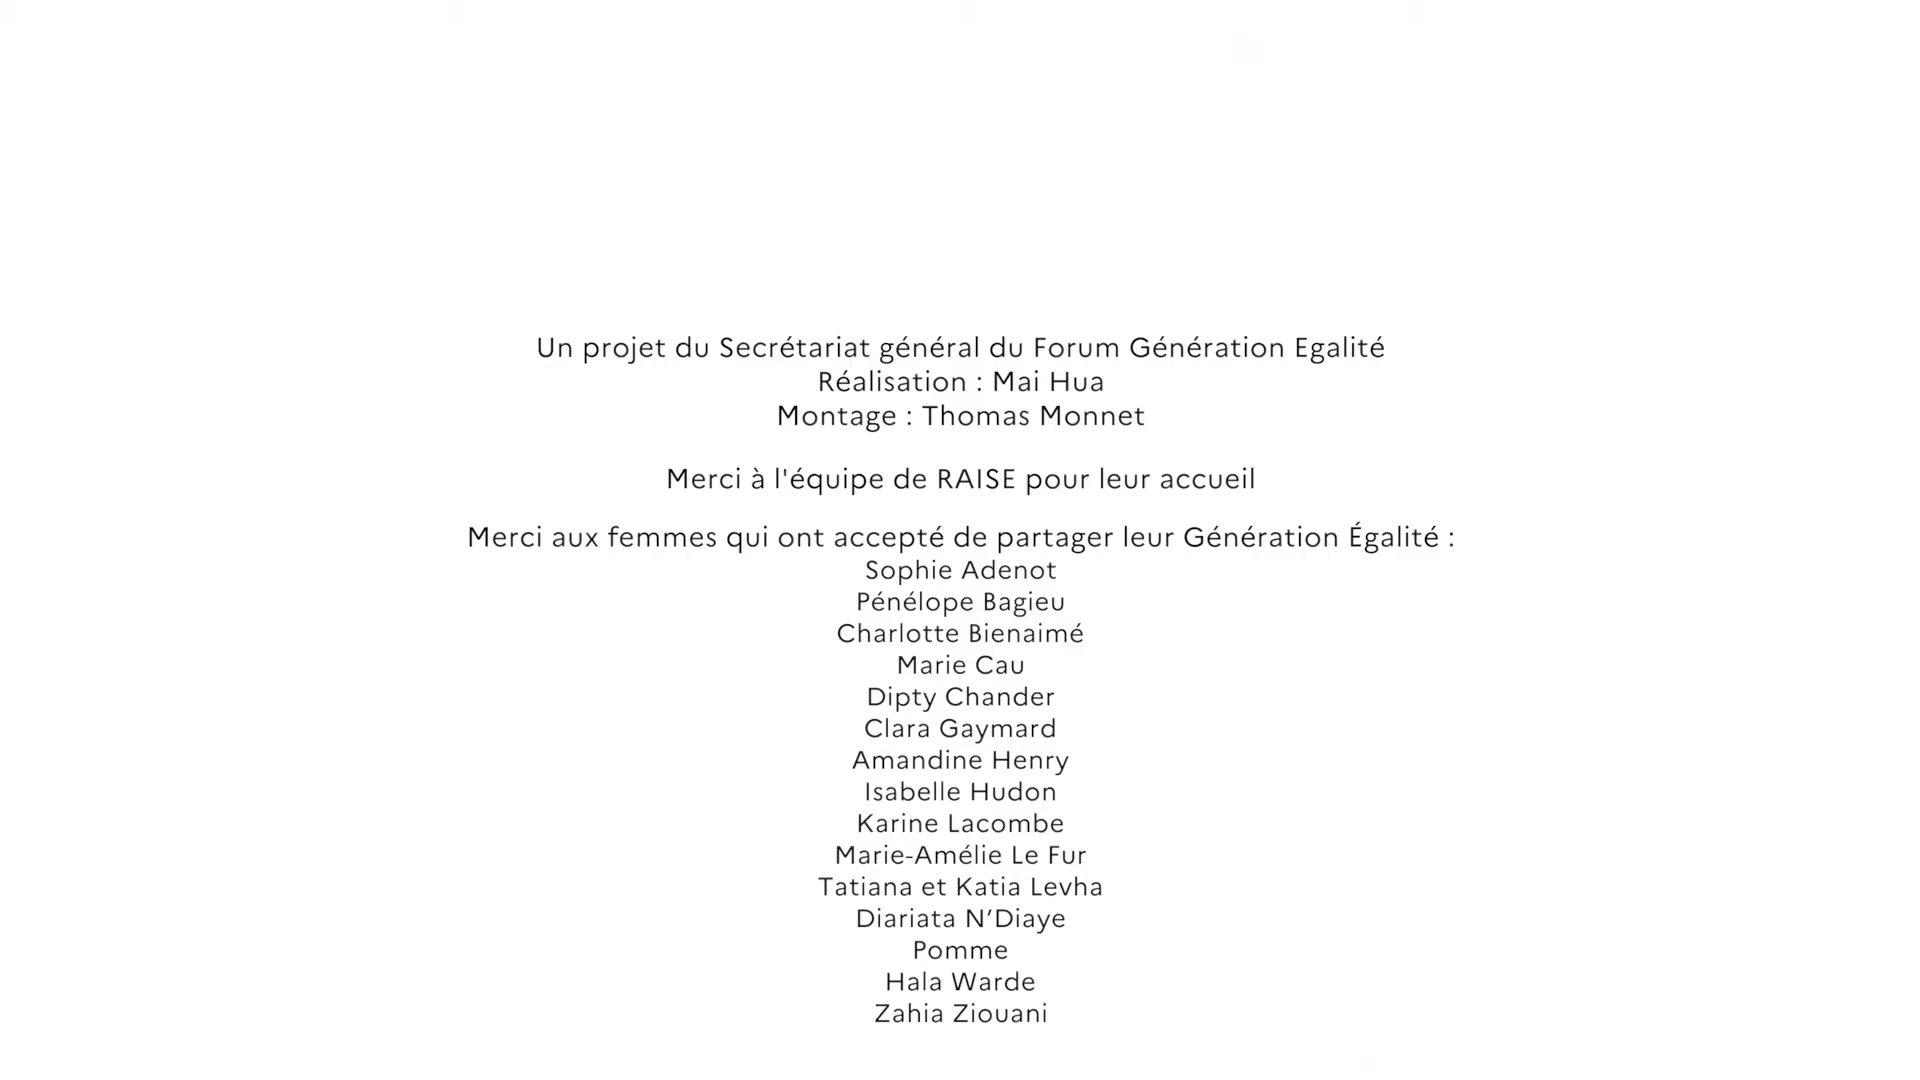 Un projet du Secrétariat général du Forum Génération Egalité
Réalisation : Mai Hua
Montage : Thomas Monnet
Merci à l'équipe de RAISE pour leur accueil
Merci aux femmes qui ont accepté de partager leur Génération Égalité :
Sophie Adenot
Pénélope Bagieu
Charlotte Bienaimé
Marie Cau
Dipty Chander
Clara Gaymard
Amandine Henry
Isabelle Hudon
Karine Lacombe
Marie-Amélie Le Fur
Tatiana et Katia Levha
Diariata N’Diaye
Pomme
Hala Warde
Zahia Ziouani